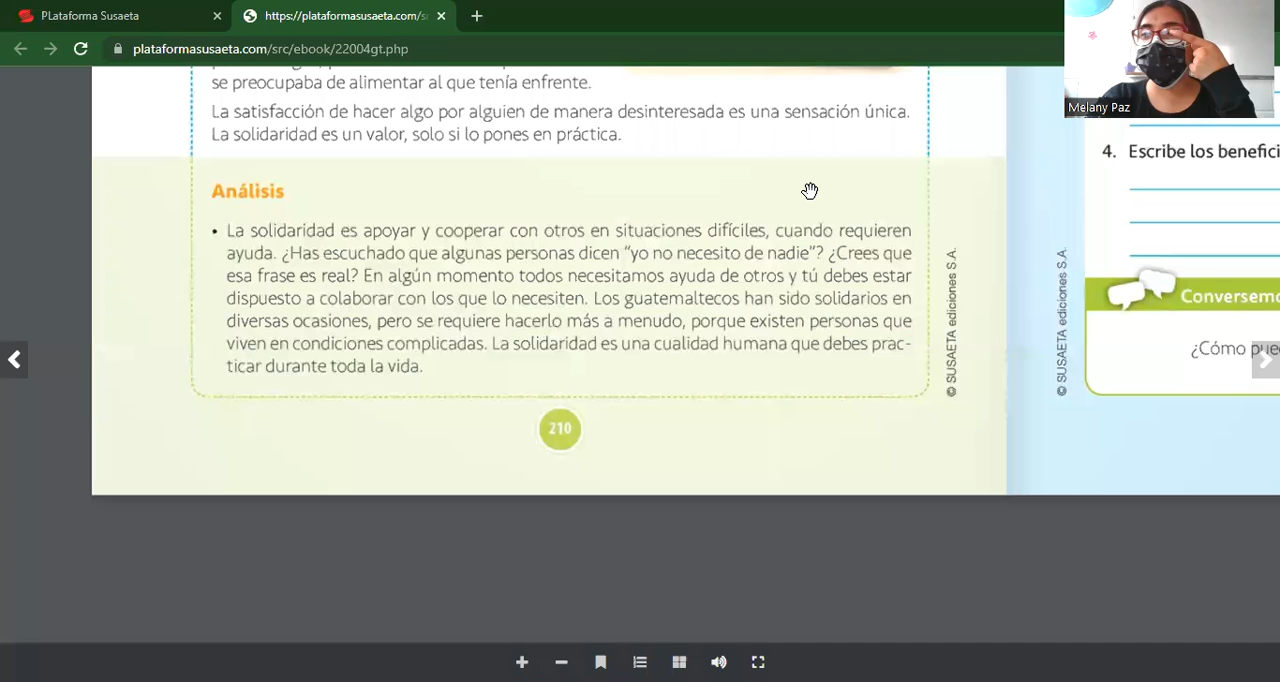 PLataforma Susaeta
https://plataformasusaeta.com/s
plataformasusaeta.com/src/ebook/22004gt.php
Melany Paz
se preocupaba de alimentar al que tenía enfrente.
La satisfacción de hacer algo por alguien de manera desinteresada es una sensación única.
La solidaridad es un valor, solo si lo pones en práctica.
Análisis
• La solidaridad es apoyar y cooperar con otros en situaciones difíciles, cuando requieren
ayuda. ¿Has escuchado que algunas personas dicen “yo no necesito de nadie”? ¿Crees que
esa frase es real? En algún momento todos necesitamos ayuda de otros y tú debes estar
dispuesto a colaborar con los que lo necesiten. Los guatemaltecos han sido solidarios en
diversas ocasiones, pero se requiere hacerlo más a menudo, porque existen personas que
viven en condiciones complicadas. La solidaridad es una cualidad humana que debes prac-
ticar durante toda la vida.
© SUSAETA ediciones S.A.
210
4. Escribe los benefici
© SUSAETA ediciones S.A.
Conversemo
¿Cómo pue